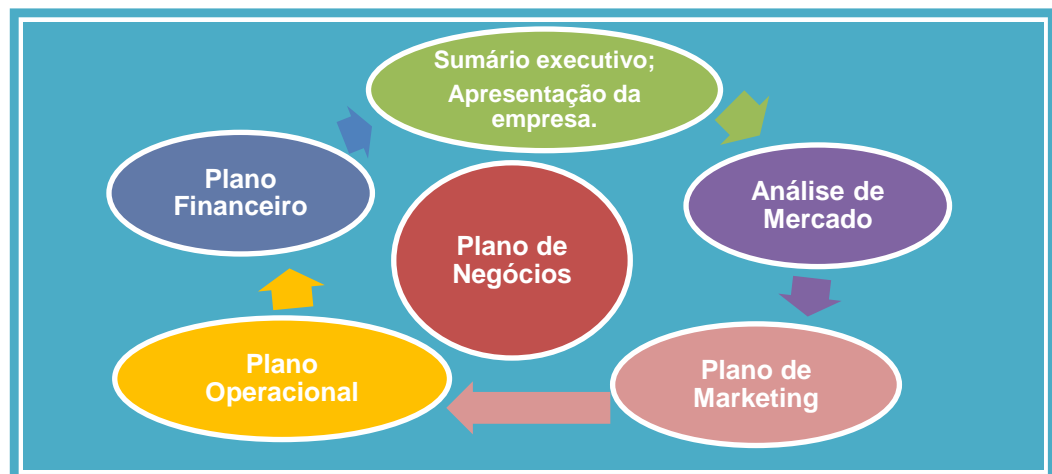 Sumário executivo;
Apresentação da
empresa.
Plano
Financeiro
Análise de
Mercado
Plano de
Negócios
Plano
Operacional
Plano de
Marketing